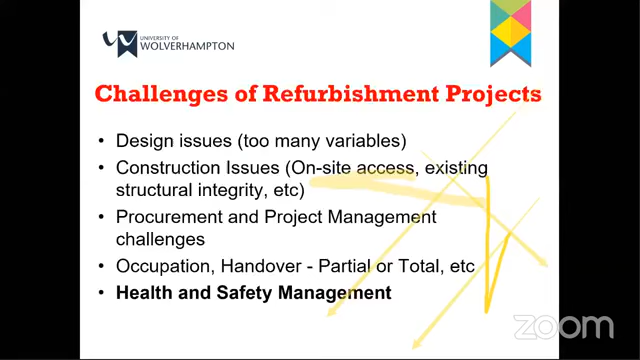 UNIVERSITY OF
WOLVERHAMPTON
Challenges of Refurbishment Projects
• Design issues (too many variables)
• Construction Issues (On-site access, existing
structural integrity, etc)
• Procurement and Project Management
challenges
• Occupation, Handover - Partial or Total, etc
• Health and Safety Management
zoom